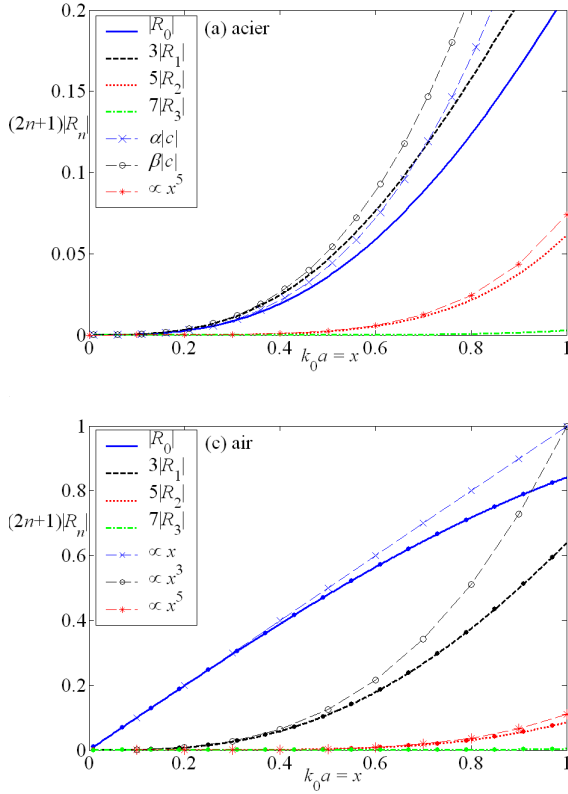 0.2
0.15
0.1
0.05
0
(2n+1)|Rₙ|
(a) acier
|R₀|
3|R₁|
5|R₂|
7|R₃|
α|c|
β|c|
∝ x⁵
0 0.2 0.4 0.6 0.8 1
k₀a = x
1
0.8
0.6
0.4
0.2
0
(2n+1)|Rₙ|
(c) air
|R₀|
3|R₁|
5|R₂|
7|R₃|
∝ x
∝ x³
∝ x⁵
0 0.2 0.4 0.6 0.8 1
k₀a = x